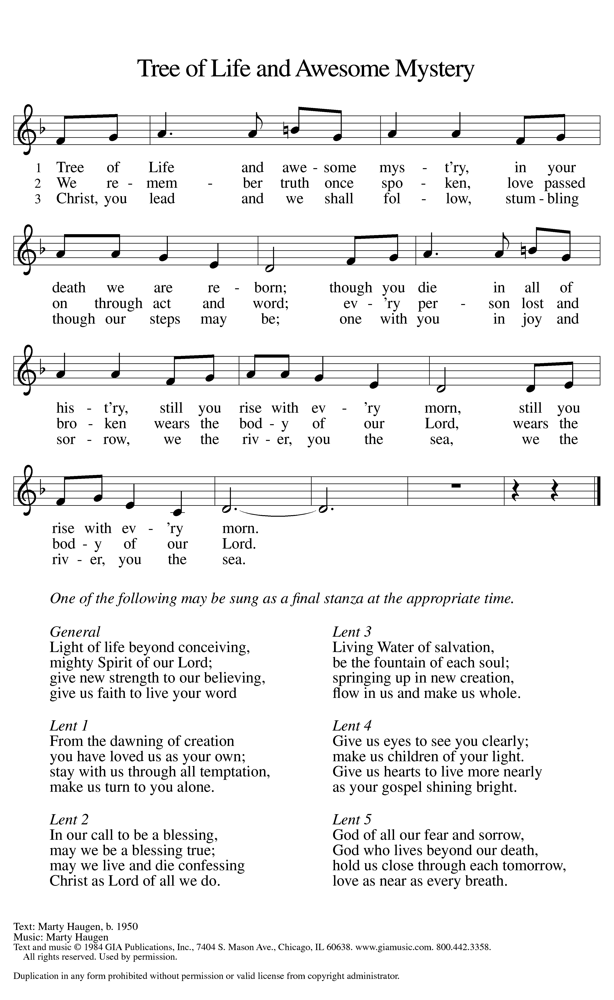 Tree of Life and Awesome Mystery
1 Tree of Life and awe - some mys - t’ry, in your
2 We re - mem - ber truth once spo - ken, love passed
3 Christ, you lead and we shall fol - low, stum - bling
death we are re - born; though you die in all of
on through act and word; ev - ’ry per - son lost and
though our steps may be; one with you in joy and
his - t’ry, still you rise with ev - ’ry morn, still you
bro - ken wears the bod - y of our Lord, wears the
sor - row, we the riv - er, you the sea, we the
rise with ev - ’ry morn.
bod - y of our Lord.
riv - er, you the sea.
One of the following may be sung as a final stanza at the appropriate time.
General
Light of life beyond conceiving,
mighty Spirit of our Lord;
give new strength to our believing,
give us faith to live your word
Lent 1
From the dawning of creation
you have loved us as your own;
stay with us through all temptation,
make us turn to you alone.
Lent 2
In our call to be a blessing,
may we be a blessing true;
may we live and die confessing
Christ as Lord of all we do.
Lent 3
Living Water of salvation,
be the fountain of each soul;
springing up in new creation,
flow in us and make us whole.
Lent 4
Give us eyes to see you clearly;
make us children of your light.
Give us hearts to live more nearly
as your gospel shining bright.
Lent 5
God of all our fear and sorrow,
God who lives beyond our death,
hold us close through each tomorrow,
love as near as every breath.
Text: Marty Haugen, b. 1950
Music: Marty Haugen
Text and music © 1984 GIA Publications, Inc., 7404 S. Mason Ave., Chicago, IL 60638. www.giamusic.com. 800.442.3358.
All rights reserved. Used by permission.
Duplication in any form prohibited without permission or valid license from copyright administrator.